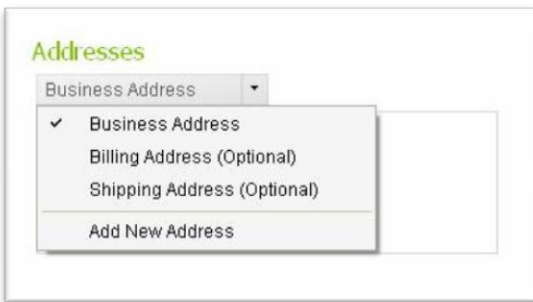 Addresses
Business Address
Business Address
Billing Address (Optional)
Shipping Address (Optional)
Add New Address